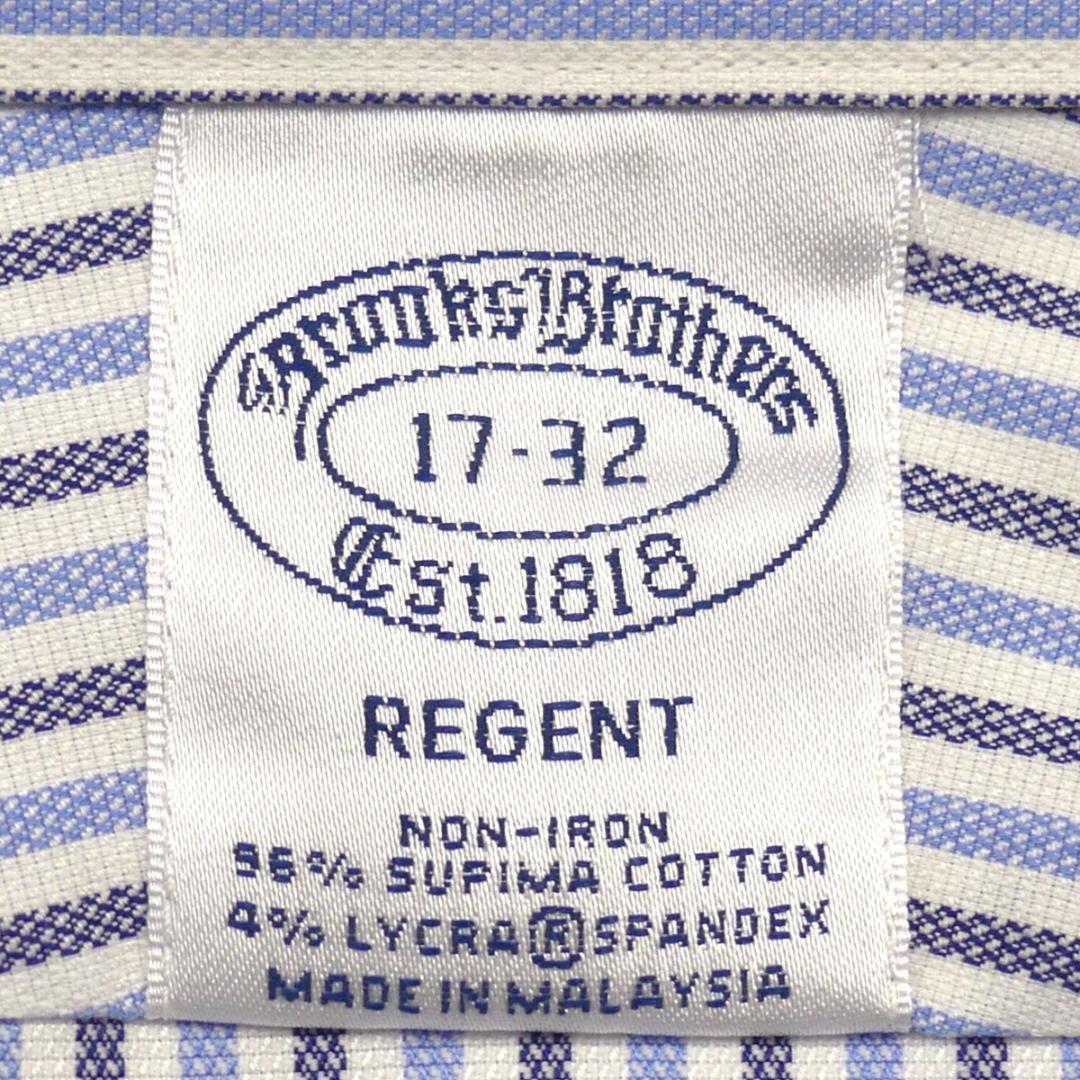 Brooks Brothers
17-32
Est. 1818
REGENT
NON-IRON
96% SUPIMA COTTON
4% LYCRA® SPANDEX
MADE IN MALAYSIA